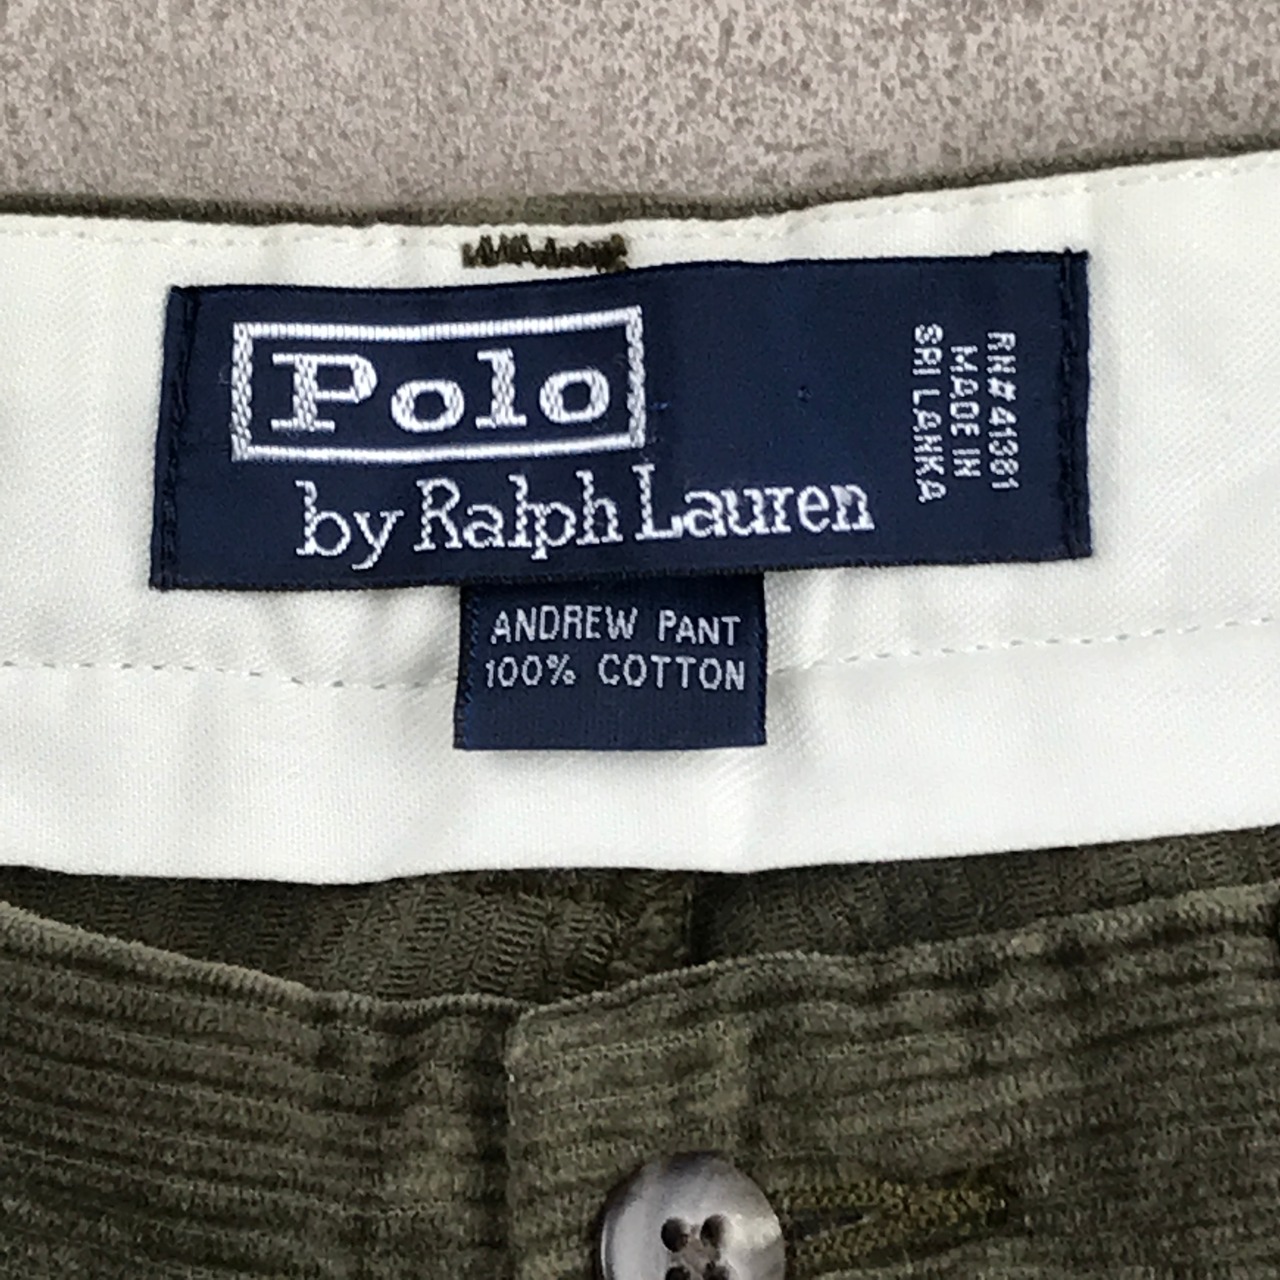 Polo
by Ralph Lauren
RN#41381
MADE IN
SRI LANKA
ANDREW PANT
100% COTTON